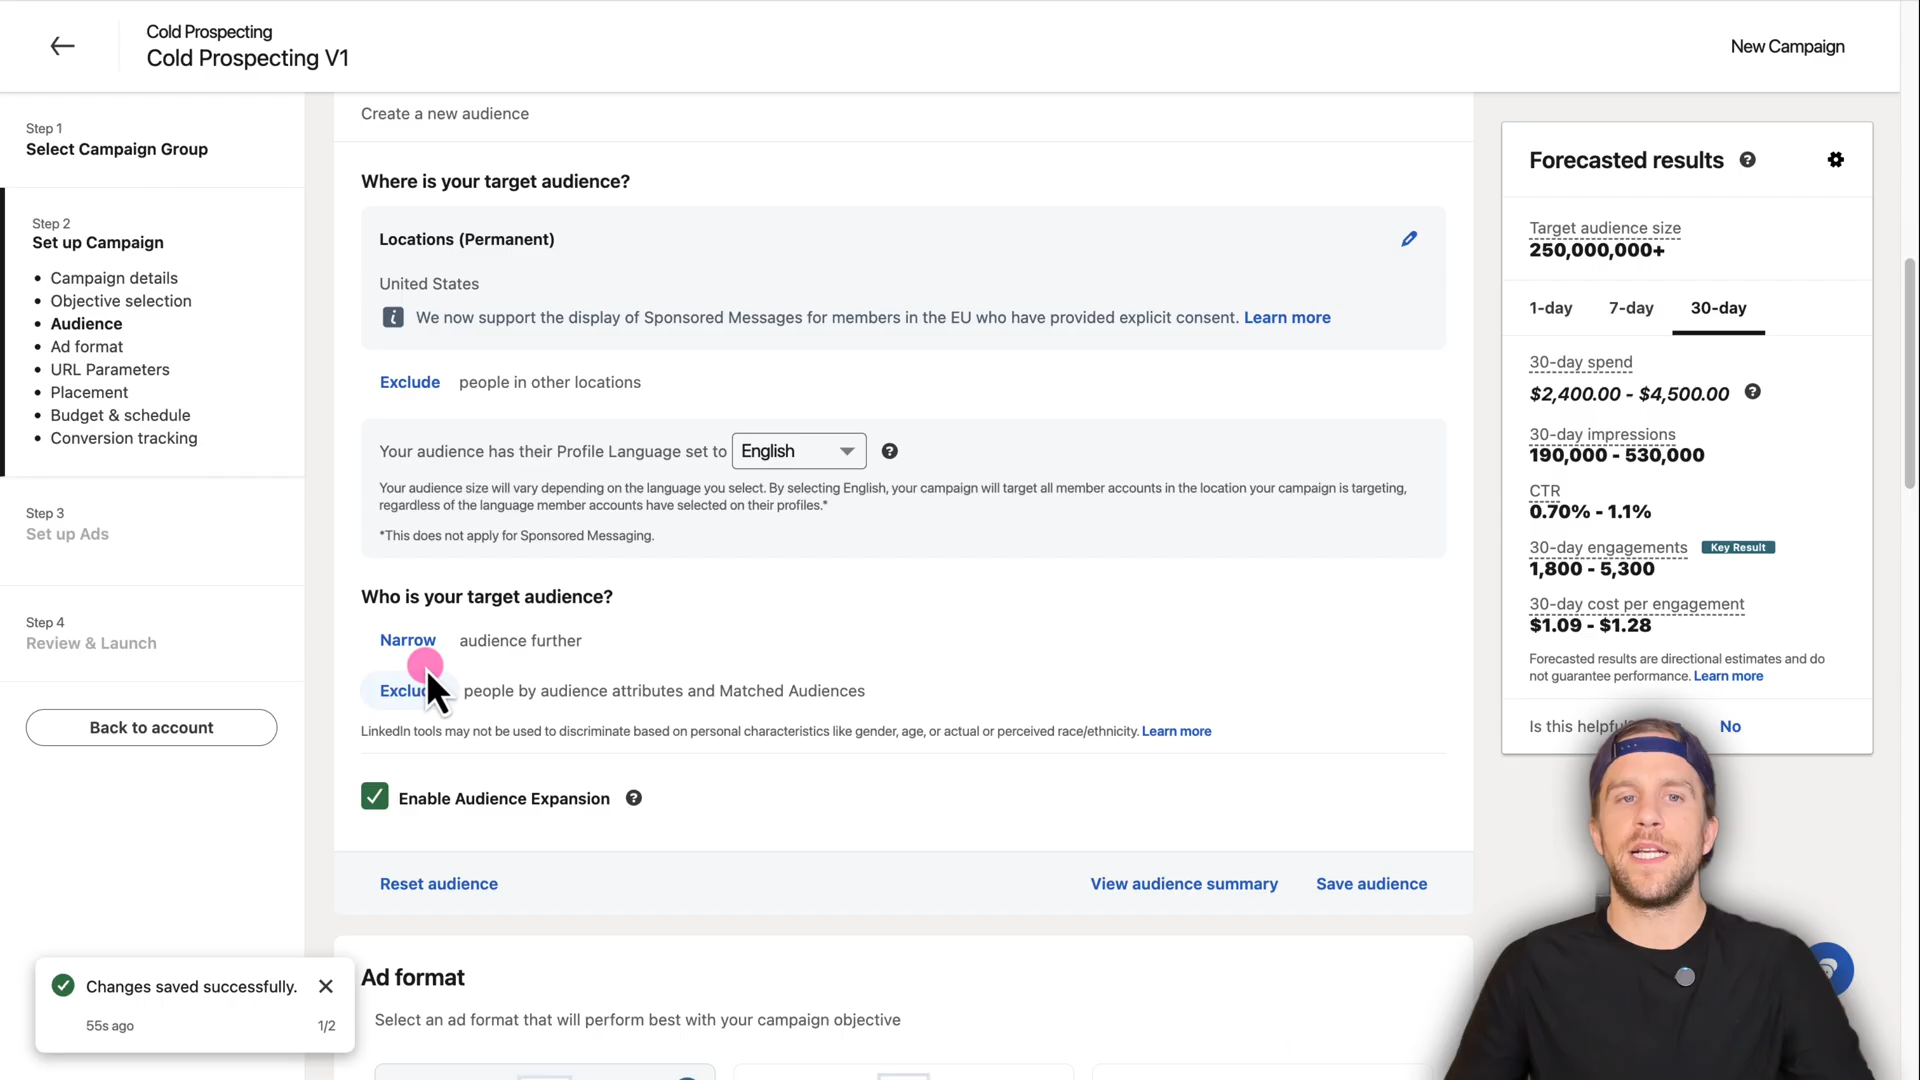 Cold Prospecting
Cold Prospecting V1
New Campaign
Step 1
Select Campaign Group
Step 2
Set up Campaign
Campaign details
Objective selection
Audience
Ad format
URL Parameters
Placement
Budget & schedule
Conversion tracking
Step 3
Set up Ads
Step 4
Review & Launch
Back to account
Changes saved successfully.
55s ago
1/2
Create a new audience
Where is your target audience?
Locations (Permanent)
United States
We now support the display of Sponsored Messages for members in the EU who have provided explicit consent. Learn more
Exclude people in other locations
Your audience has their Profile Language set to English
Your audience size will vary depending on the language you select. By selecting English, your campaign will target all member accounts in the location your campaign is targeting,
regardless of the language member accounts have selected on their profiles.*
*This does not apply for Sponsored Messaging.
Who is your target audience?
Narrow audience further
Exclu people by audience attributes and Matched Audiences
LinkedIn tools may not be used to discriminate based on personal characteristics like gender, age, or actual or perceived race/ethnicity. Learn more
Enable Audience Expansion
Reset audience
View audience summary
Save audience
Ad format
Select an ad format that will perform best with your campaign objective
Forecasted results
Target audience size
250,000,000+
1-day 7-day 30-day
30-day spend
$2,400.00 - $4,500.00
30-day impressions
190,000 - 530,000
CTR
0.70% - 1.1%
30-day engagements Key Result
1,800 - 5,300
30-day cost per engagement
$1.09 - $1.28
Forecasted results are directional estimates and do
not guarantee performance. Learn more
Is this helpful No